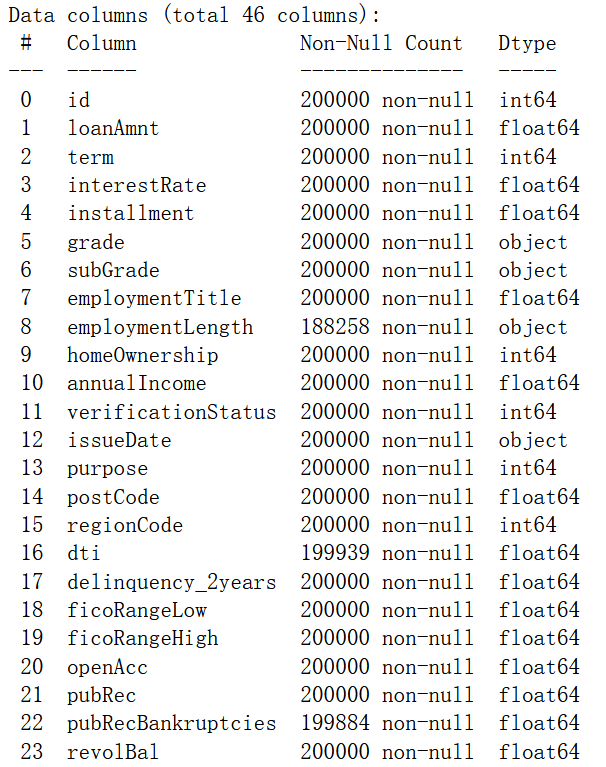 Data columns (total 46 columns):
 #   Column              Non-Null Count   Dtype
---  ------              --------------   -----
 0   id                  200000 non-null  int64
 1   loanAmnt            200000 non-null  float64
 2   term                200000 non-null  int64
 3   interestRate        200000 non-null  float64
 4   installment         200000 non-null  float64
 5   grade               200000 non-null  object
 6   subGrade            200000 non-null  object
 7   employmentTitle     200000 non-null  float64
 8   employmentLength    188258 non-null  object
 9   homeOwnership       200000 non-null  int64
 10  annualIncome        200000 non-null  float64
 11  verificationStatus  200000 non-null  int64
 12  issueDate           200000 non-null  object
 13  purpose             200000 non-null  int64
 14  postCode            200000 non-null  float64
 15  regionCode          200000 non-null  int64
 16  dti                 199939 non-null  float64
 17  delinquency_2years  200000 non-null  float64
 18  ficoRangeLow        200000 non-null  float64
 19  ficoRangeHigh       200000 non-null  float64
 20  openAcc             200000 non-null  float64
 21  pubRec              200000 non-null  float64
 22  pubRecBankruptcies  199884 non-null  float64
 23  revolBal            200000 non-null  float64